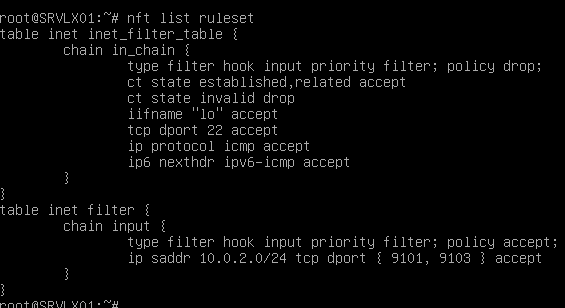 root@SRVLX01:~# nft list ruleset
table inet inet_filter_table {
        chain in_chain {
                type filter hook input priority filter; policy drop;
                ct state established,related accept
                ct state invalid drop
                iifname "lo" accept
                tcp dport 22 accept
                ip protocol icmp accept
                ip6 nexthdr ipv6-icmp accept
        }
}
table inet filter {
        chain input {
                type filter hook input priority filter; policy accept;
                ip saddr 10.0.2.0/24 tcp dport { 9101, 9103 } accept
        }
}
root@SRVLX01:~#